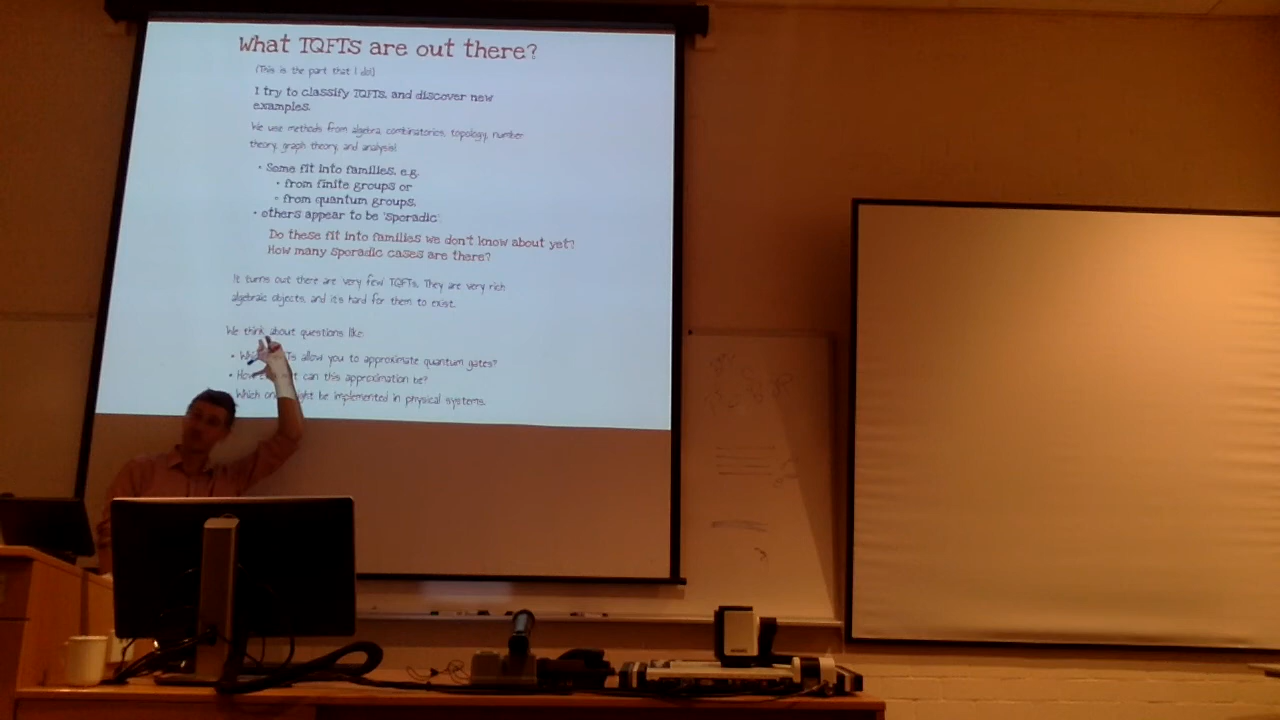 What TQFTs are out there?
(This is the part that I do!)
I try to classify TQFTs, and discover new
examples.
We use methods from algebra, combinatorics, topology, number
theory, graph theory, and analysis!
• Some fit into families, e.g.
• from finite groups or
• from quantum groups,
• others appear to be 'sporadic'.
Do these fit into families we don't know about yet?
How many sporadic cases are there?
It turns out there are 'very few' TQFTs. They are very rich
algebraic objects, and it's hard for them to exist.
We think about questions like:
• allow you to approximate quantum gates?
• How can this approximation be?
Which be implemented in physical systems.